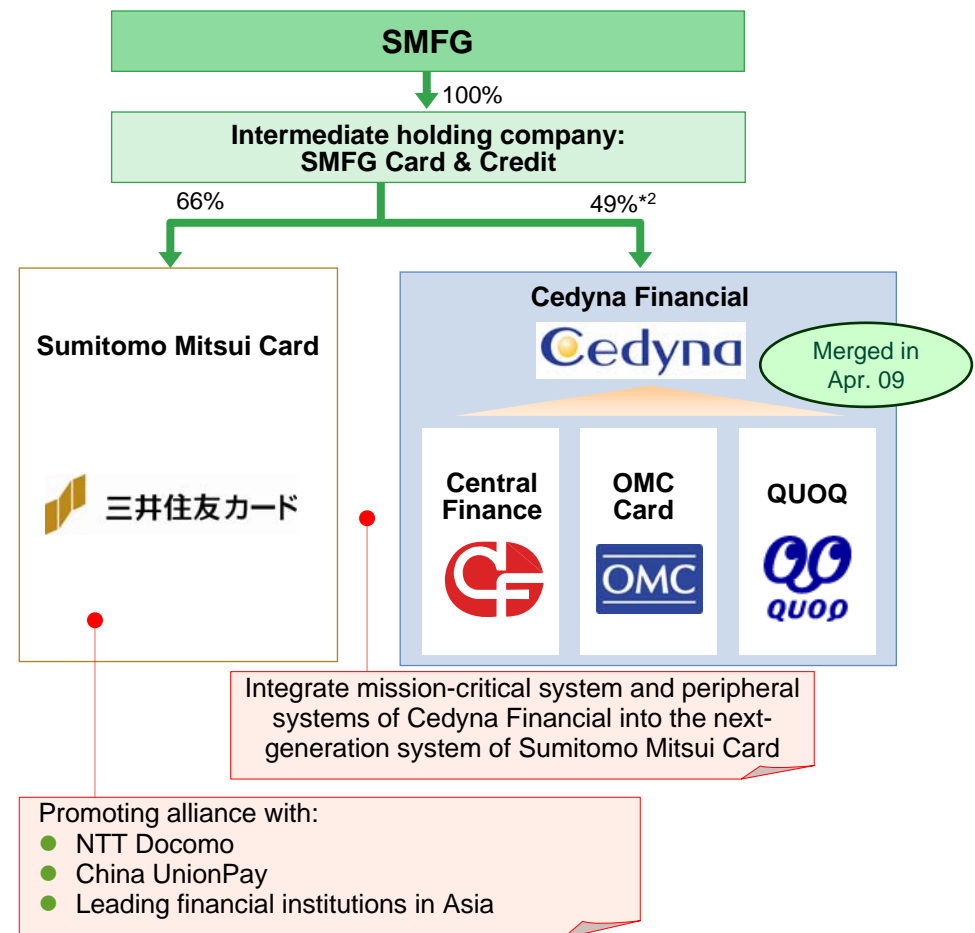 SMFG
100%
Intermediate holding company:
SMFG Card & Credit
66%
49%*2
Sumitomo Mitsui Card
三井住友カード
Cedyna Financial
Cedyna
Merged in
Apr. 09
Central
Finance
CF
OMC
Card
OMC
QUOQ
QUOQ
Integrate mission-critical system and peripheral
systems of Cedyna Financial into the next-
generation system of Sumitomo Mitsui Card
Promoting alliance with:
● NTT Docomo
● China UnionPay
● Leading financial institutions in Asia